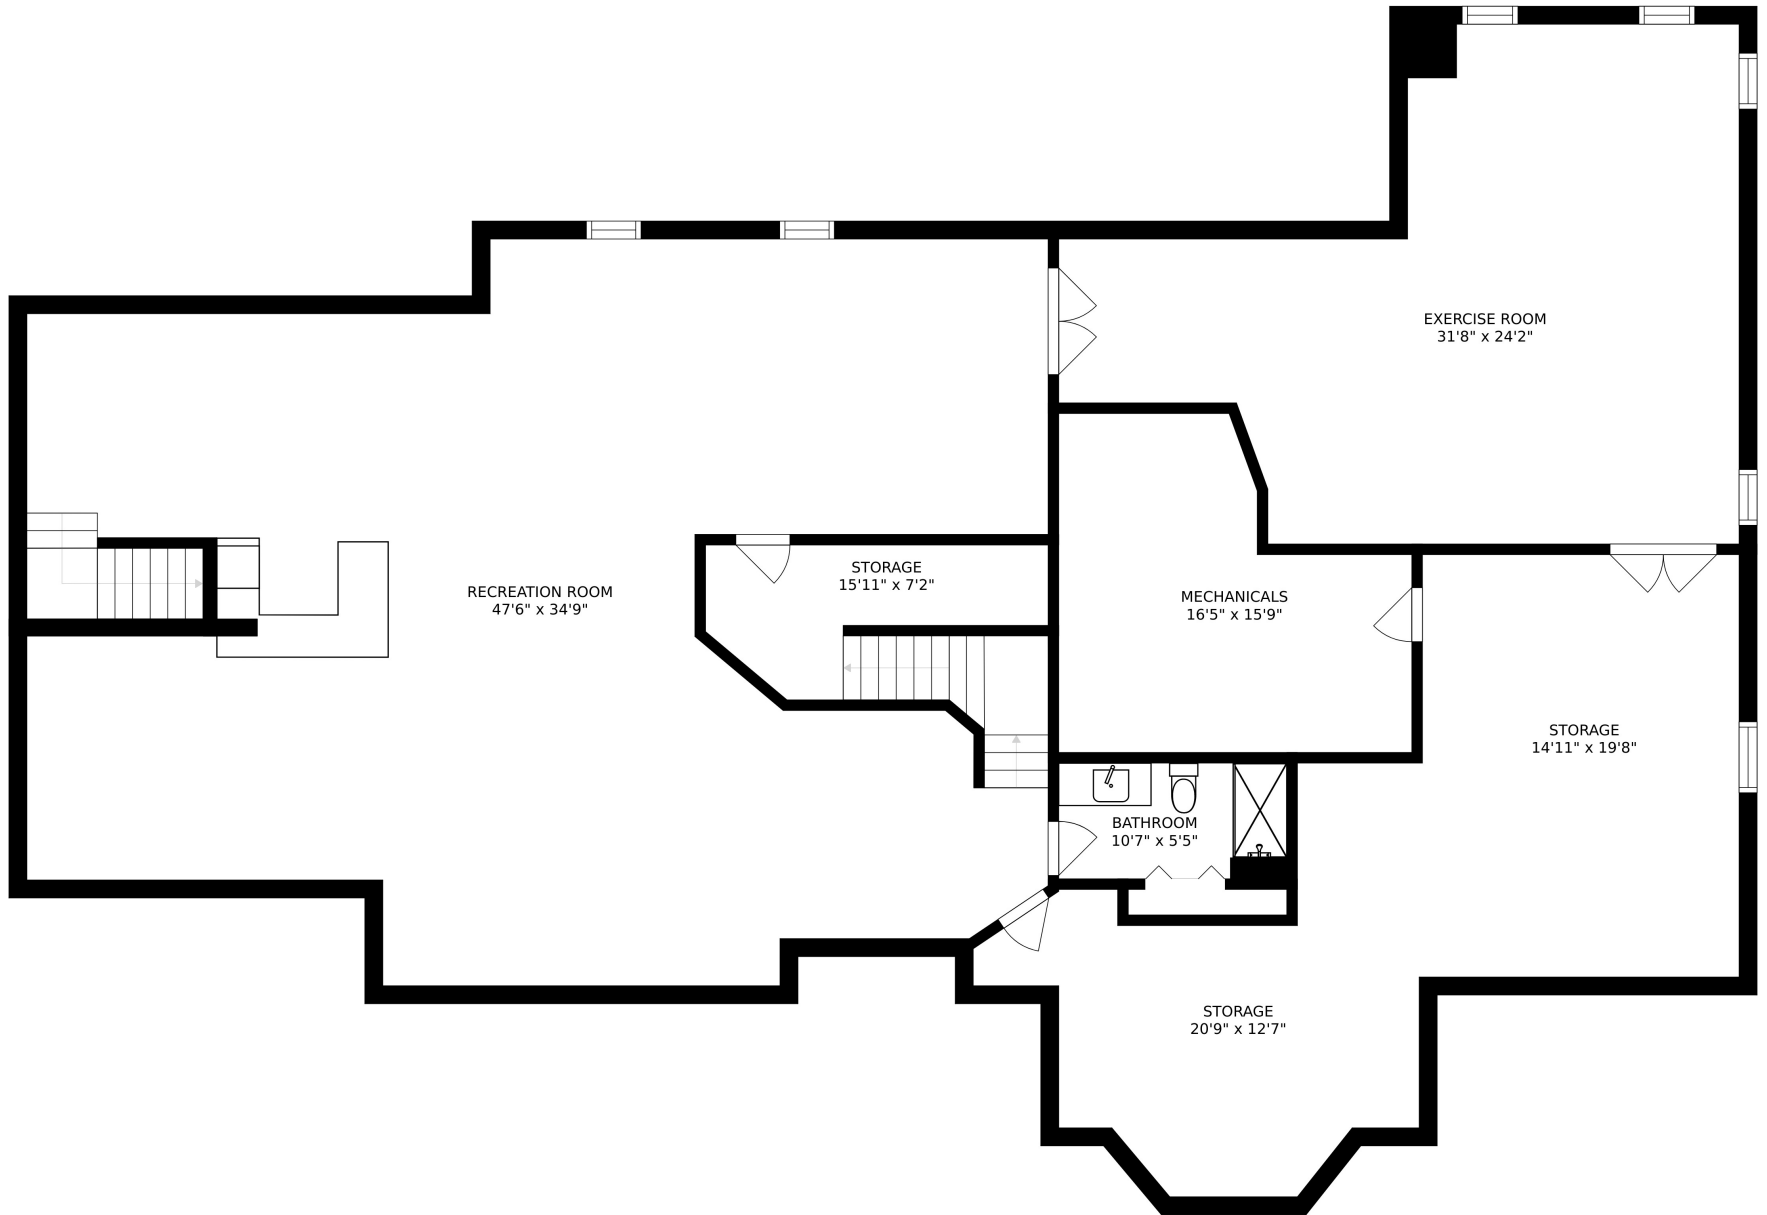 EXERCISE ROOM
31'8" x 24'2"
RECREATION ROOM
47'6" x 34'9"
STORAGE
15'11" x 7'2"
MECHANICALS
16'5" x 15'9"
STORAGE
14'11" x 19'8"
BATHROOM
10'7" x 5'5"
STORAGE
20'9" x 12'7"